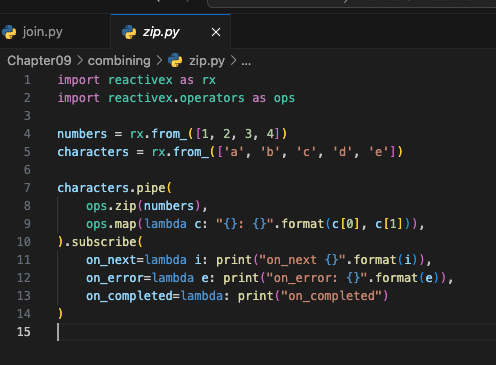 join.py zip.py
Chapter09 > combining > zip.py > ...
1 import reactivex as rx
2 import reactivex.operators as ops
3
4 numbers = rx.from_([1, 2, 3, 4])
5 characters = rx.from_(['a', 'b', 'c', 'd', 'e'])
6
7 characters.pipe(
8     ops.zip(numbers),
9     ops.map(lambda c: "{}: {}".format(c[0], c[1])),
10 ).subscribe(
11     on_next=lambda i: print("on_next {}".format(i)),
12     on_error=lambda e: print("on_error: {}".format(e)),
13     on_completed=lambda: print("on_completed")
14 )
15